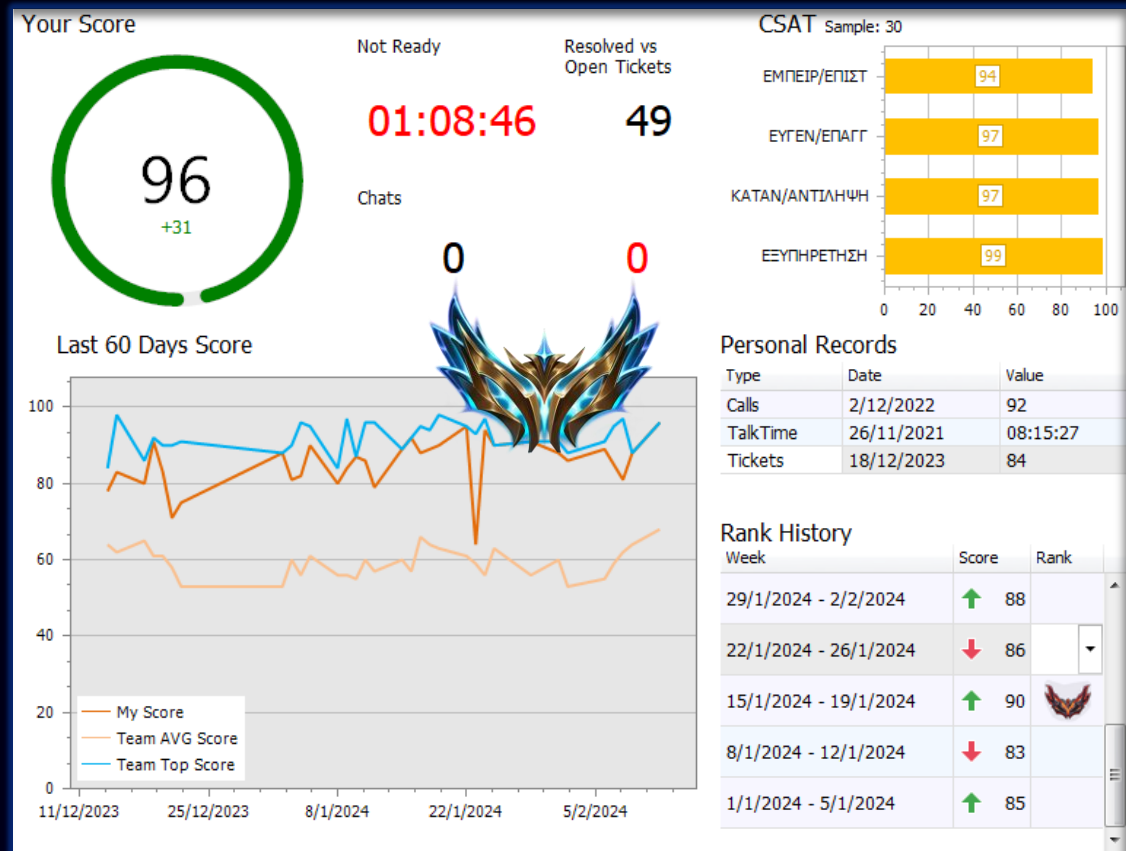 Your Score
96
+31
Not Ready
01:08:46
Resolved vs
Open Tickets
49
Chats
0
0
CSAT Sample: 30
ΕΜΠΕΙΡ/ΕΠΙΣΤ
94
ΕΥΓΕΝ/ΕΠΑΓΓ
97
ΚΑΤΑΝ/ΑΝΤΙΛΗΨΗ
97
ΕΞΥΠΗΡΕΤΗΣΗ
99
0 20 40 60 80 100
Last 60 Days Score
100
80
60
40
20
0
My Score
Team AVG Score
Team Top Score
11/12/2023 25/12/2023 8/1/2024 22/1/2024 5/2/2024
Personal Records
Type Date Value
Calls 2/12/2022 92
TalkTime 26/11/2021 08:15:27
Tickets 18/12/2023 84
Rank History
Week Score Rank
29/1/2024 - 2/2/2024 88
22/1/2024 - 26/1/2024 86
15/1/2024 - 19/1/2024 90
8/1/2024 - 12/1/2024 83
1/1/2024 - 5/1/2024 85